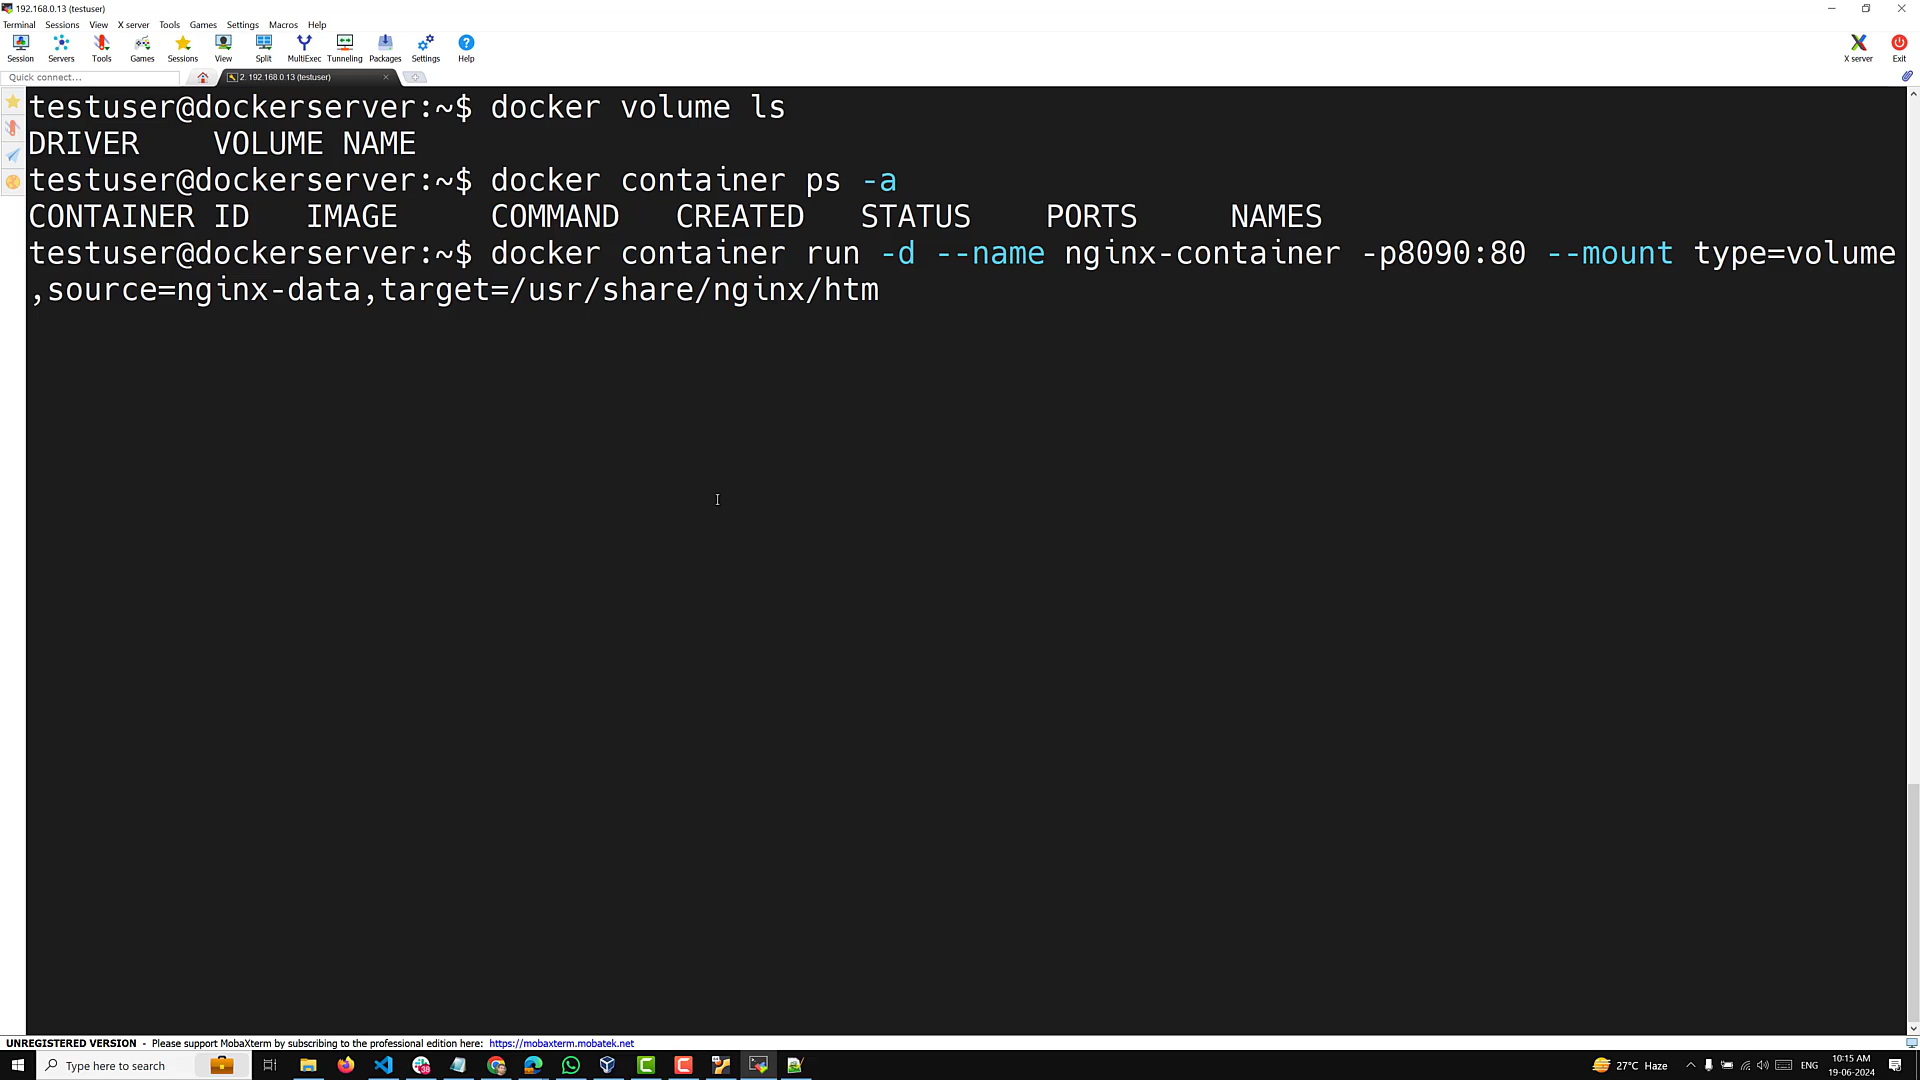 192.168.0.13 (testuser)
Terminal Sessions View X server Tools Games Settings Macros Help
Session Servers Tools Games Sessions View Split MultiExec Tunneling Packages Settings Help X server Exit
Quick connect... 2. 192.168.0.13 (testuser)
testuser@dockerserver:~$ docker volume ls
DRIVER    VOLUME NAME
testuser@dockerserver:~$ docker container ps -a
CONTAINER ID   IMAGE     COMMAND   CREATED   STATUS    PORTS     NAMES
testuser@dockerserver:~$ docker container run -d --name nginx-container -p8090:80 --mount type=volume
,source=nginx-data,target=/usr/share/nginx/htm
UNREGISTERED VERSION - Please support MobaXterm by subscribing to the professional edition here: https://mobaxterm.mobatek.net
Type here to search 38 27°C Haze ENG 10:15 AM
19-06-2024